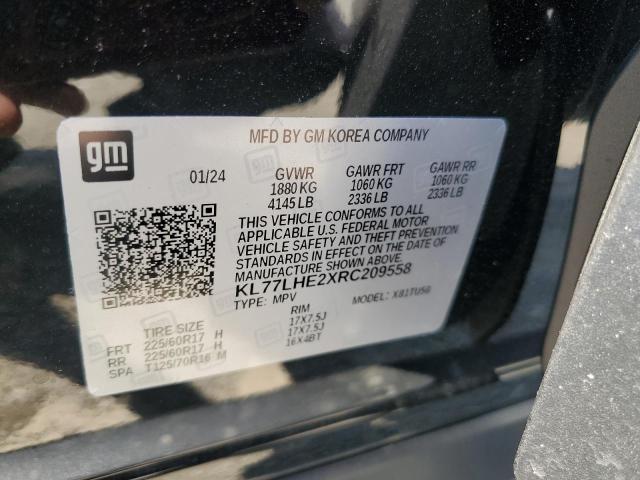 gm
MFD BY GM KOREA COMPANY
01/24 GVWR GAWR FRT GAWR RR
1880 KG 1060 KG 1060 KG
4145 LB 2336 LB 2336 LB
THIS VEHICLE CONFORMS TO ALL
APPLICABLE U.S. FEDERAL MOTOR
VEHICLE SAFETY AND THEFT PREVENTION
STANDARDS IN EFFECT ON THE DATE OF
MANUFACTURE SHOWN ABOVE.
KL77LHE2XRC209558
TYPE: MPV MODEL: X81TU56
TIRE SIZE RIM
FRT 225/60R17 H 17X7.5J
RR 225/60R17 H 17X7.5J
SPA T125/70R16 M 16X4BT